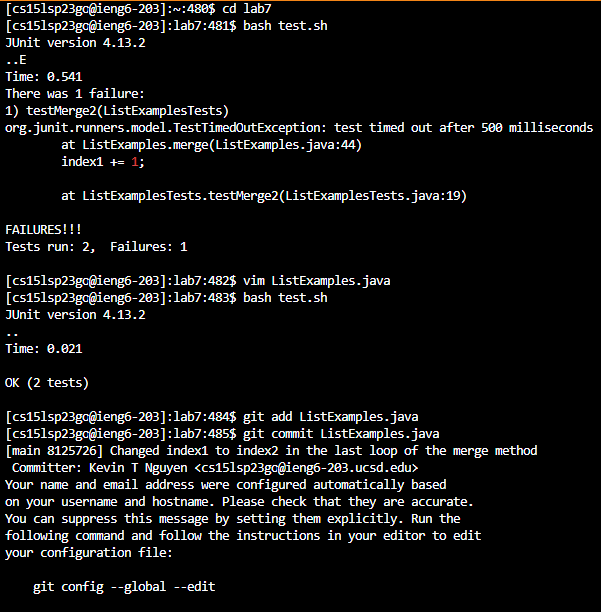 [cs15lsp23gq@ieng6-203]:~:480$ cd lab7
[cs15lsp23gq@ieng6-203]:lab7:481$ bash test.sh
JUnit version 4.13.2
..E
Time: 0.541
There was 1 failure:
1) testMerge2(ListExamplesTests)
org.junit.runners.model.TestTimedOutException: test timed out after 500 milliseconds
        at ListExamples.merge(ListExamples.java:44)
        index1 += 1;

        at ListExamplesTests.testMerge2(ListExamplesTests.java:19)

FAILURES!!!
Tests run: 2,  Failures: 1

[cs15lsp23gq@ieng6-203]:lab7:482$ vim ListExamples.java
[cs15lsp23gq@ieng6-203]:lab7:483$ bash test.sh
JUnit version 4.13.2
..
Time: 0.021

OK (2 tests)

[cs15lsp23gq@ieng6-203]:lab7:484$ git add ListExamples.java
[cs15lsp23gq@ieng6-203]:lab7:485$ git commit ListExamples.java
[main 8125726] Changed index1 to index2 in the last loop of the merge method
 Committer: Kevin T Nguyen <cs15lsp23gq@ieng6-203.ucsd.edu>
Your name and email address were configured automatically based
on your username and hostname. Please check that they are accurate.
You can suppress this message by setting them explicitly. Run the
following command and follow the instructions in your editor to edit
your configuration file:

    git config --global --edit